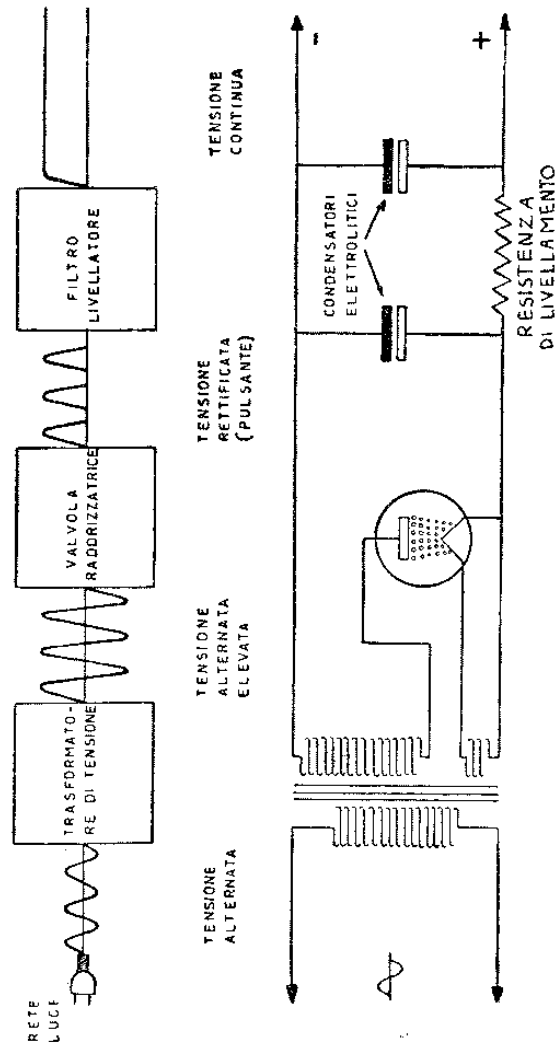 RETE
LUCE
TRASFORMATO-
RE DI TENSIONE
VALVOLA
RADDRIZZATRICE
FILTRO
LIVELLATORE
TENSIONE
ALTERNATA
TENSIONE
ALTERNATA
ELEVATA
TENSIONE
RETTIFICATA
(PULSANTE)
TENSIONE
CONTINUA
CONDENSATORI
ELETTROLITICI
-
+
RESISTENZA
DI LIVELLAMENTO